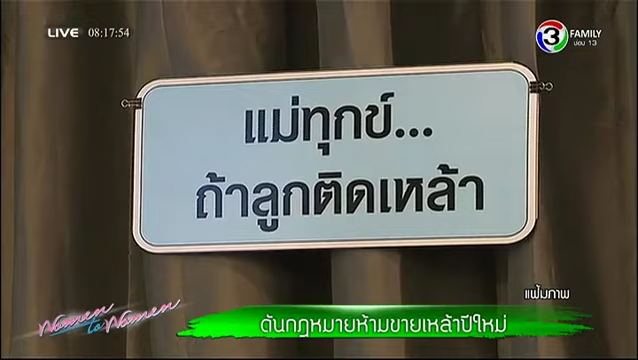 LIVE 08:17:54
3 FAMILY
ช่อง 13
แม่ทุกข์...
ถ้าลูกติดเหล้า
แฟ้มภาพ
Women to Women
ดันกฎหมายห้ามขายเหล้าปีใหม่